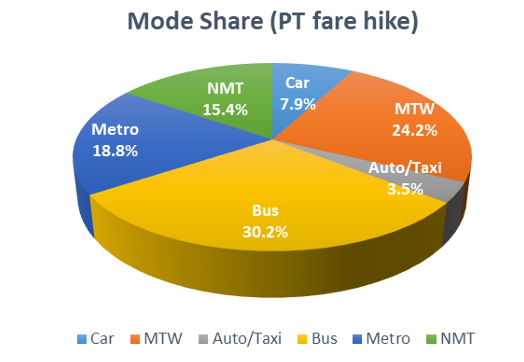 Mode Share (PT fare hike)
Car
7.9%
MTW
24.2%
Auto/Taxi
3.5%
Bus
30.2%
Metro
18.8%
NMT
15.4%
Car MTW Auto/Taxi Bus Metro NMT